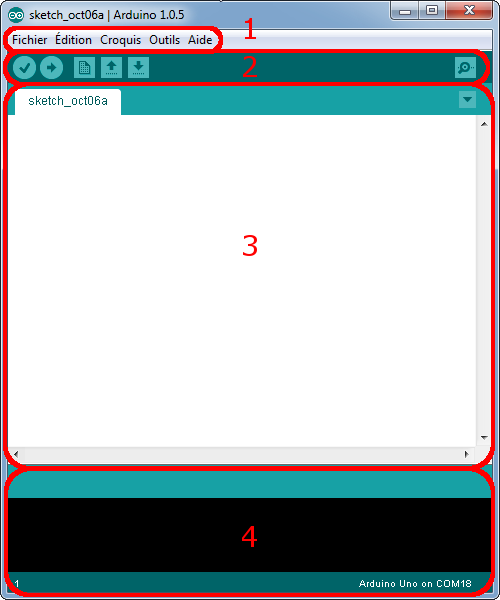 sketch_oct06a | Arduino 1.0.5
Fichier Édition Croquis Outils Aide 1
2
sketch_oct06a
3
4
1 Arduino Uno on COM18